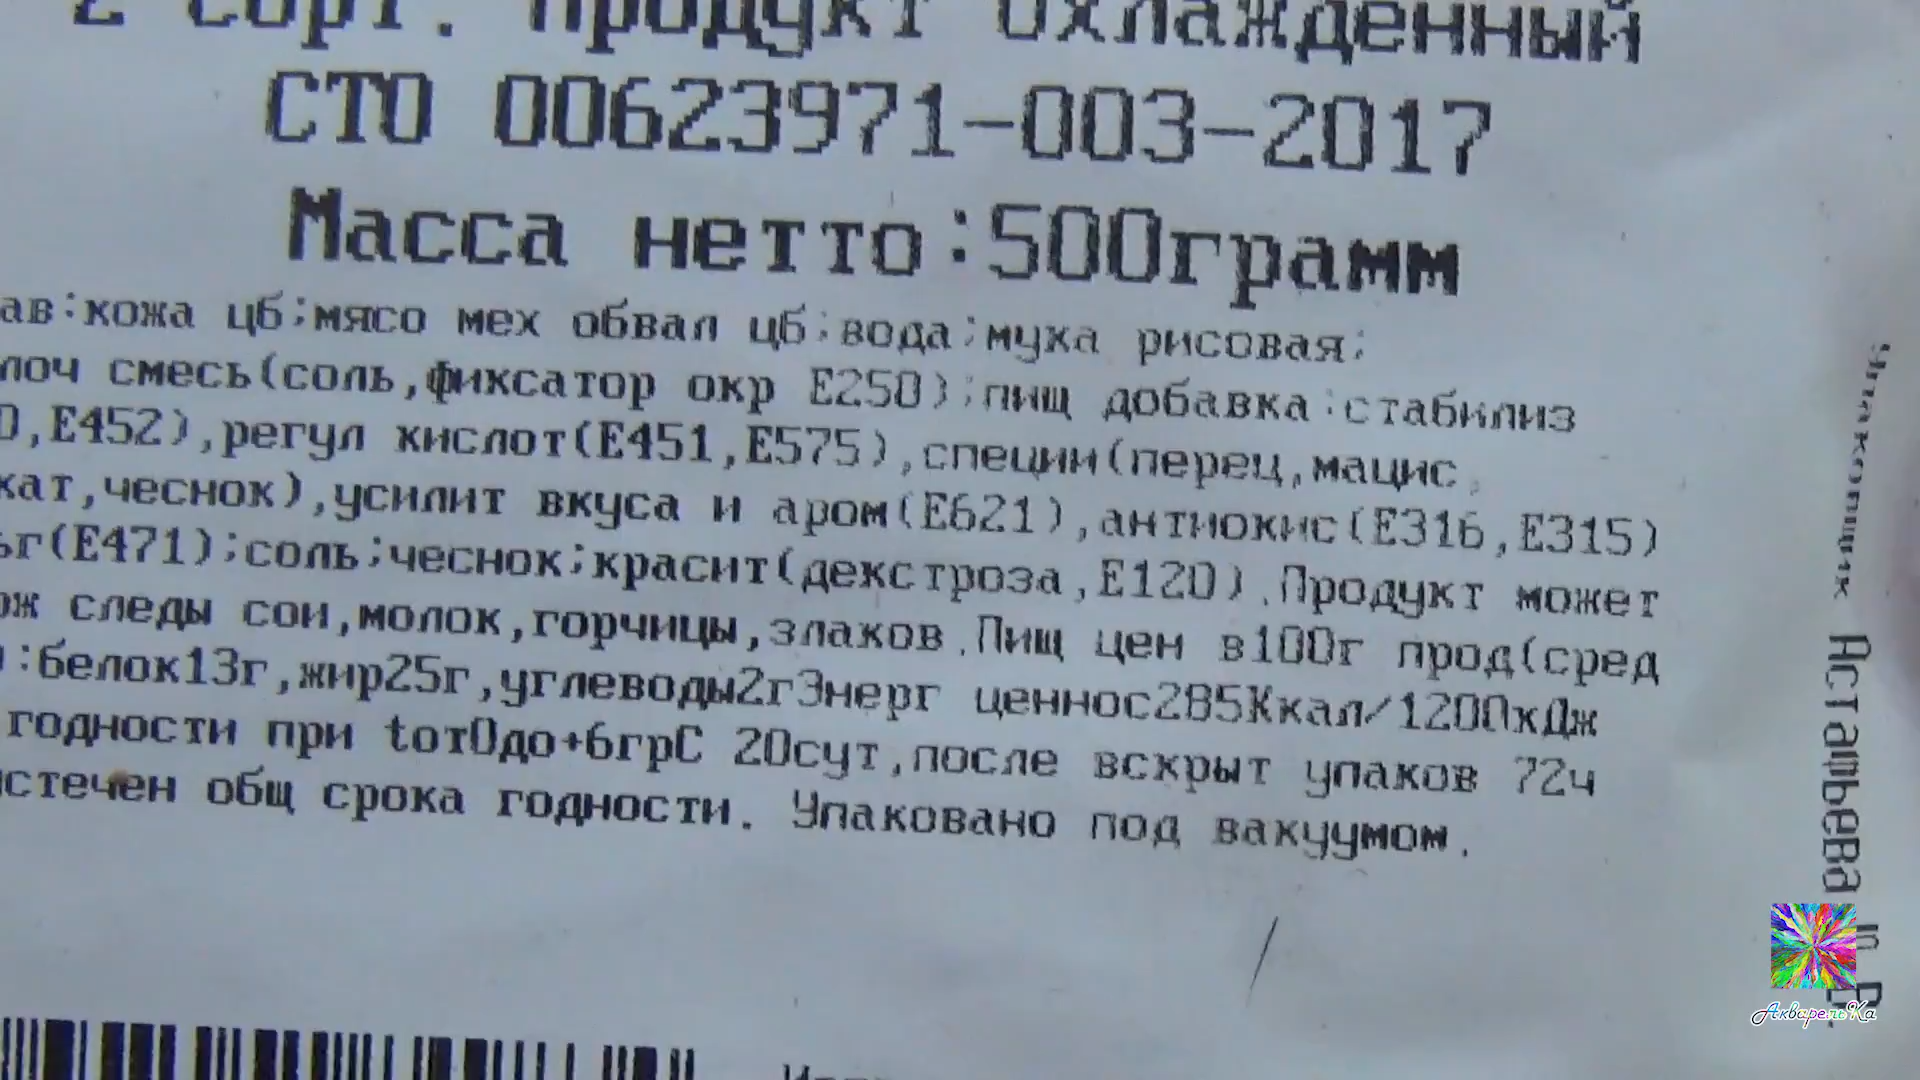 2 сорт. Продукт охлажденный
СТО 00623971-003-2017
Масса нетто:500грамм
ав:кожа цб;мясо мех обвал цб;вода;мука рисовая;
лоч смесь(соль,фиксатор окр Е250);пищ добавка:стабилиз
0,Е452),регул кислот(Е451,Е575),специи(перец,мацис,
кат,чеснок),усилит вкуса и аром(Е621),антиокис(Е316,Е315)
ьг(Е471);соль;чеснок;красит(декстроза,Е120).Продукт может
ож следы сои,молок,горчицы,злаков.Пищ цен в100г прод(сред
):белок13г,жир25г,углеводы2гЭнерг ценнос285Ккал/1200кДж
годности при tот0до+6грС 20сут,после вскрыт упаков 72ч
истечен общ срока годности. Упаковано под вакуумом.
Упаковщик Астафьева
АкварельКа